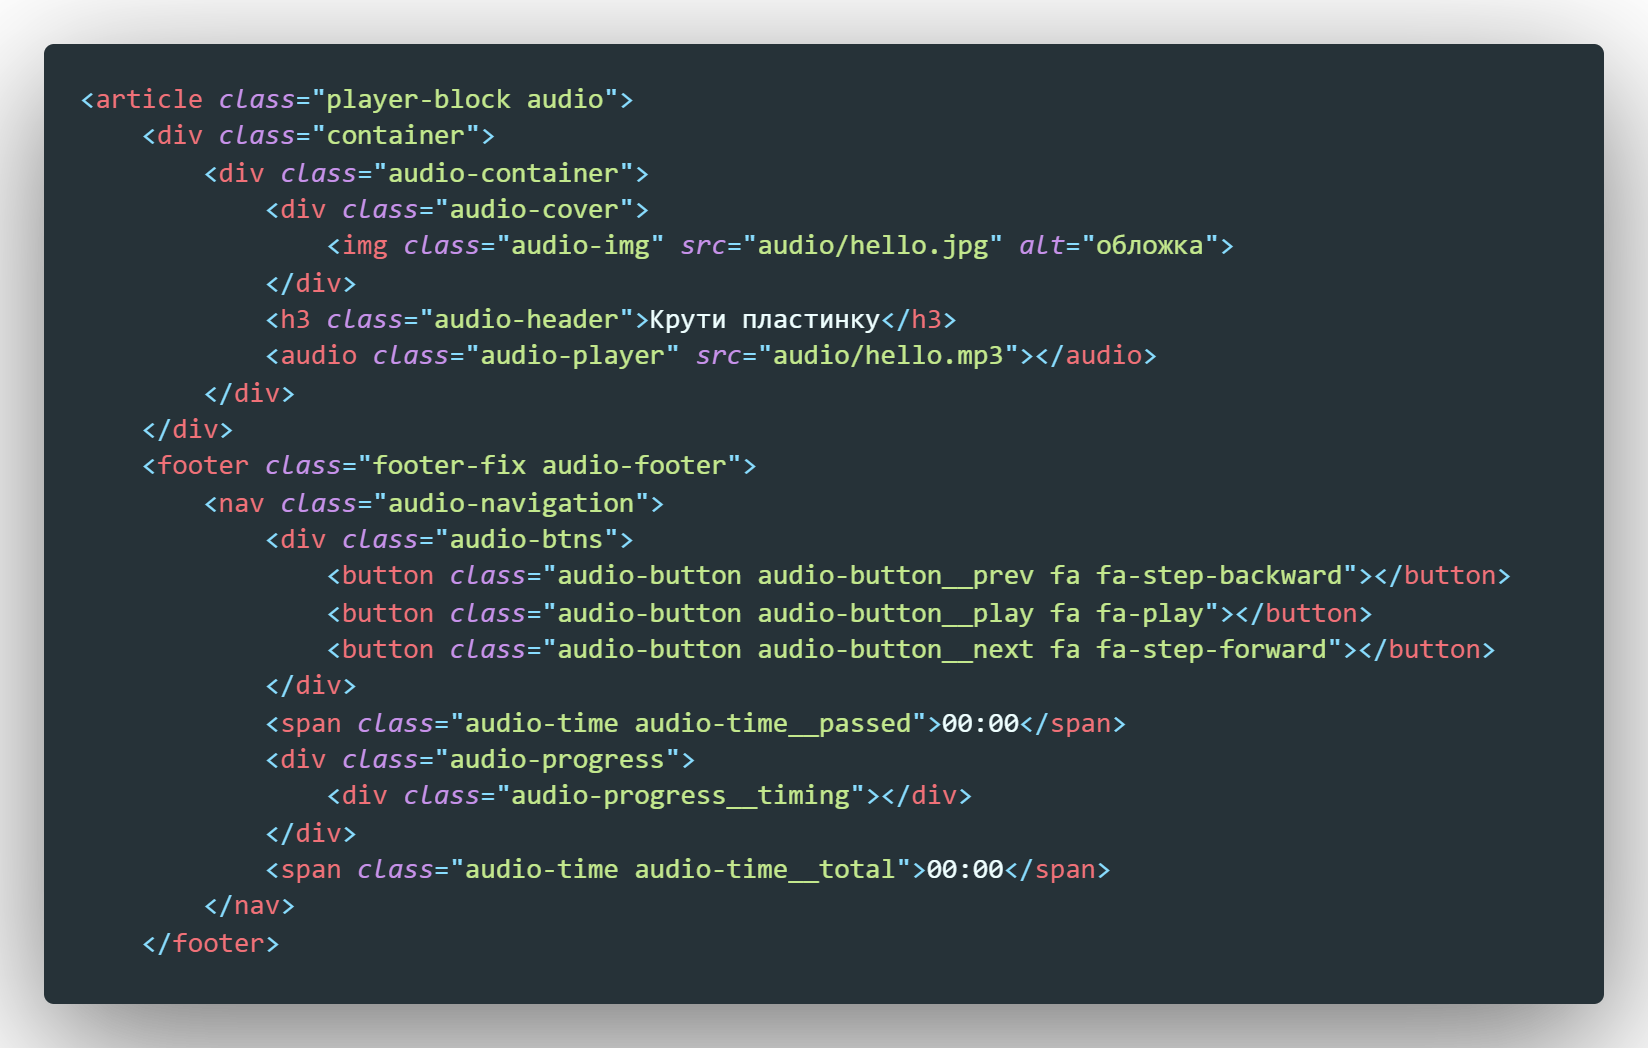 <article class="player-block audio">
    <div class="container">
        <div class="audio-container">
            <div class="audio-cover">
                <img class="audio-img" src="audio/hello.jpg" alt="обложка">
            </div>
            <h3 class="audio-header">Крути пластинку</h3>
            <audio class="audio-player" src="audio/hello.mp3"></audio>
        </div>
    </div>
    <footer class="footer-fix audio-footer">
        <nav class="audio-navigation">
            <div class="audio-btns">
                <button class="audio-button audio-button__prev fa fa-step-backward"></button>
                <button class="audio-button audio-button__play fa fa-play"></button>
                <button class="audio-button audio-button__next fa fa-step-forward"></button>
            </div>
            <span class="audio-time audio-time__passed">00:00</span>
            <div class="audio-progress">
                <div class="audio-progress__timing"></div>
            </div>
            <span class="audio-time audio-time__total">00:00</span>
        </nav>
    </footer>